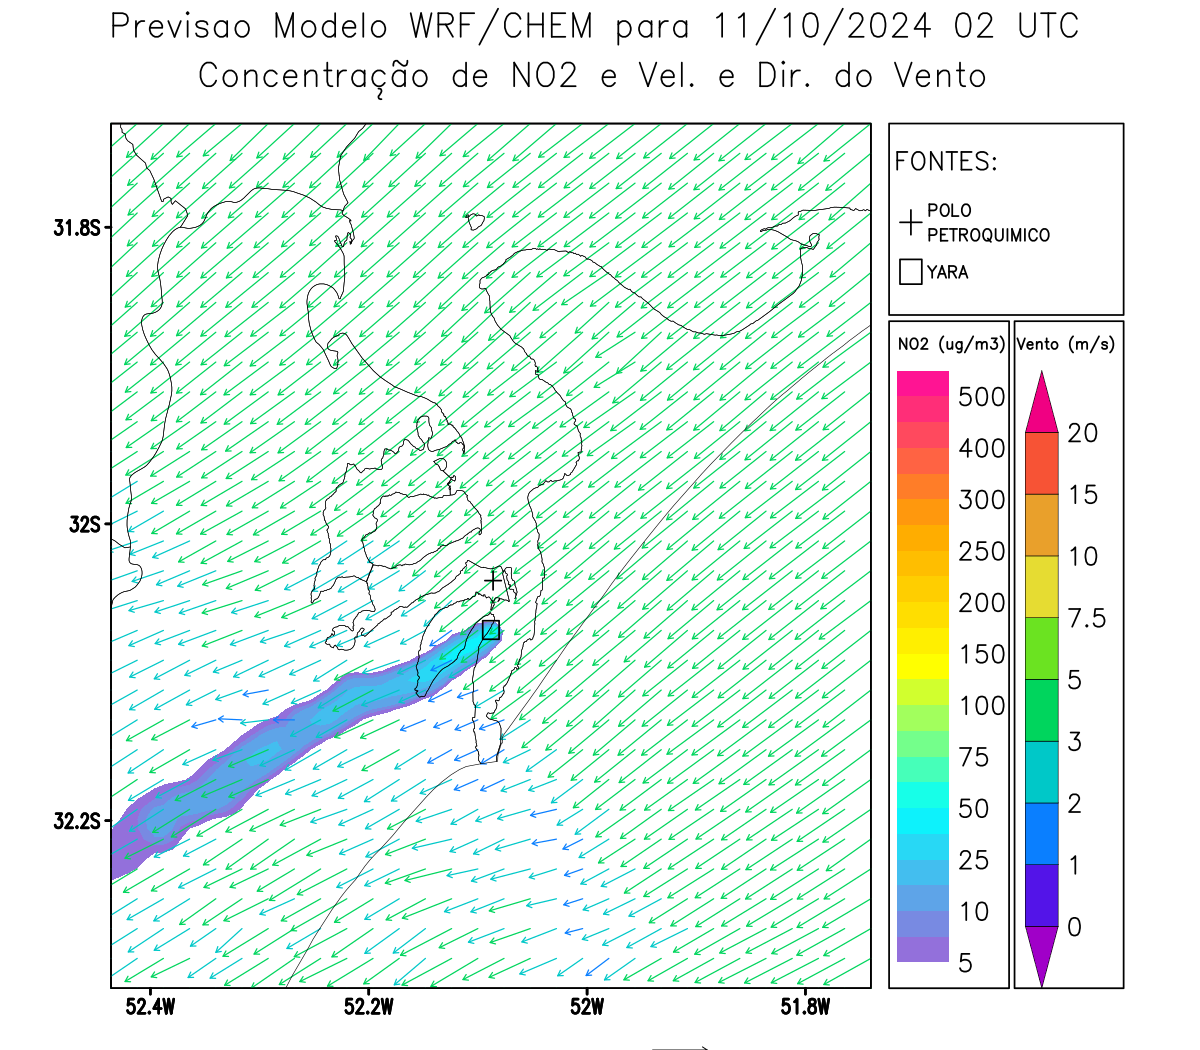 Previsao Modelo WRF/CHEM para 11/10/2024 02 UTC
Concentração de NO2 e Vel. e Dir. do Vento
FONTES:
POLO
PETROQUIMICO
YARA
31.8S
32S
32.2S
52.4W
52.2W
52W
51.8W
NO2 (ug/m3)
500
400
300
250
200
150
100
75
50
25
10
5
Vento (m/s)
20
15
10
7.5
5
3
2
1
0